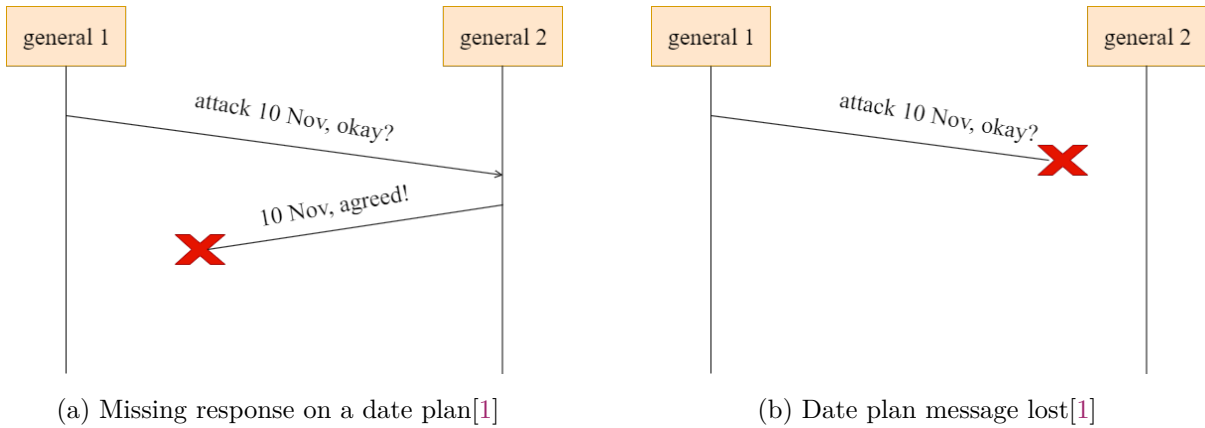 general 1
general 2
attack 10 Nov, okay?
10 Nov, agreed!
(a) Missing response on a date plan[1]
general 1
general 2
attack 10 Nov, okay?
(b) Date plan message lost[1]